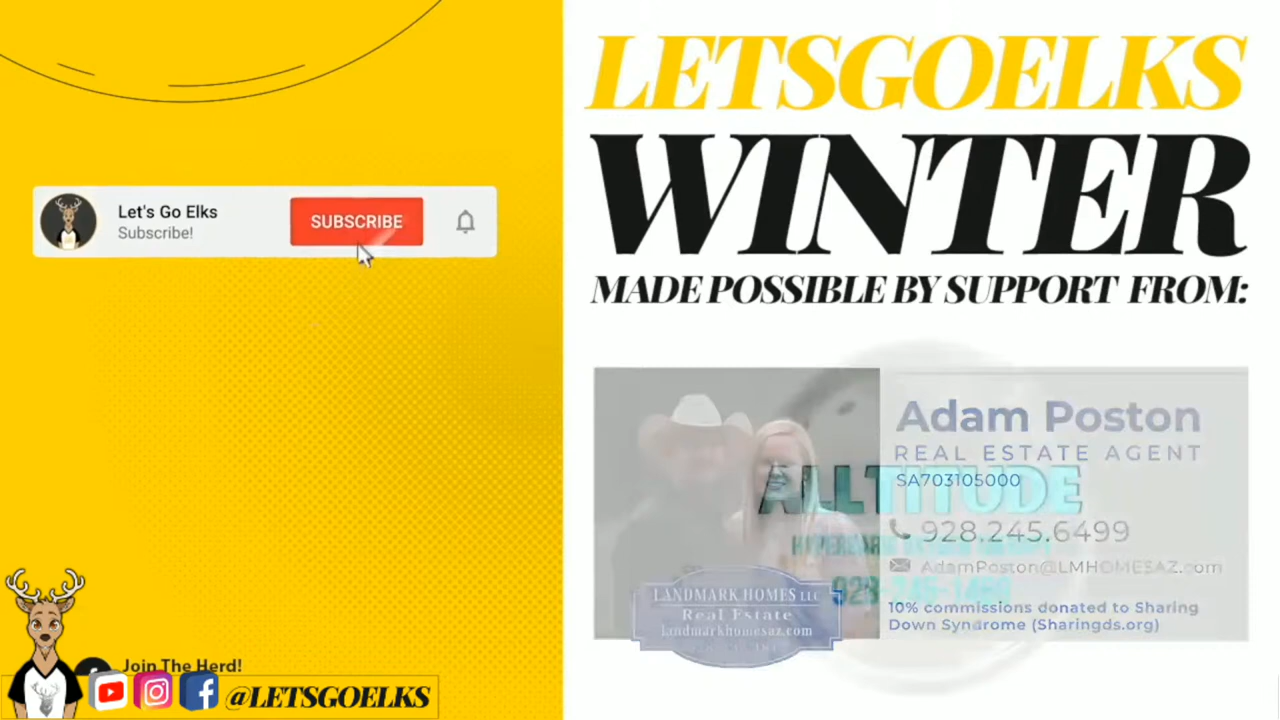 LETSGOELKS
WINTER
MADE POSSIBLE BY SUPPORT FROM:
Let's Go Elks
Subscribe!
SUBSCRIBE
Adam Poston
REAL ESTATE AGENT
SA703105000
ALLTITUDE
928.245.6499
AdamPoston@LMHOMESAZ.com
10% commissions donated to Sharing
Down Syndrome (Sharingds.org)
LANDMARK HOMES LLC
Real Estate
landmarkhomesaz.com
Join The Herd!
@LETSGOELKS